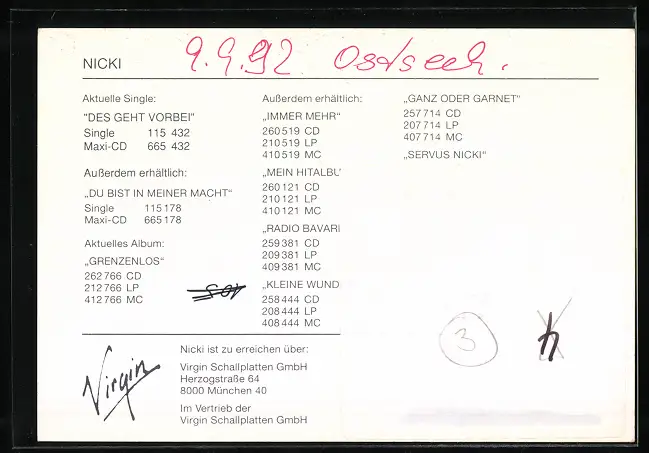 NICKI 9.9.92 Ostseeh.
Aktuelle Single:
"DES GEHT VORBEI"
Single 115 432
Maxi-CD 665 432
Außerdem erhältlich:
„DU BIST IN MEINER MACHT“
Single 115178
Maxi-CD 665178
Aktuelles Album:
„GRENZENLOS“
262766 CD
212766 LP
412766 MC
Außerdem erhältlich:
„IMMER MEHR“
260519 CD
210519 LP
410519 MC
„MEIN HITALBU
260121 CD
210121 LP
410121 MC
„RADIO BAVARI
259381 CD
209381 LP
409381 MC
„KLEINE WUND
258444 CD
208444 LP
408444 MC
„GANZ ODER GARNET“
257714 CD
207714 LP
407714 MC
„SERVUS NICKI“
3
Virgin
Nicki ist zu erreichen über:
Virgin Schallplatten GmbH
Herzogstraße 64
8000 München 40
Im Vertrieb der
Virgin Schallplatten GmbH